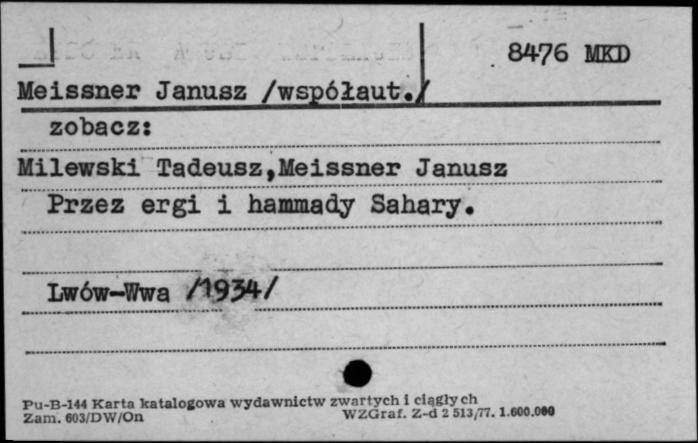 8476 MKD
Meissner Janusz /współaut./
zobacz:
Milewski Tadeusz,Meissner Janusz
Przez ergi i hammady Sahary.
Lwów-Wwa /1934/
Pu-B-144 Karta katalogowa wydawnictw zwartych i ciągłych
Zam. 603/DW/On WZGraf. Z-d 2 513/77. 1.600.000